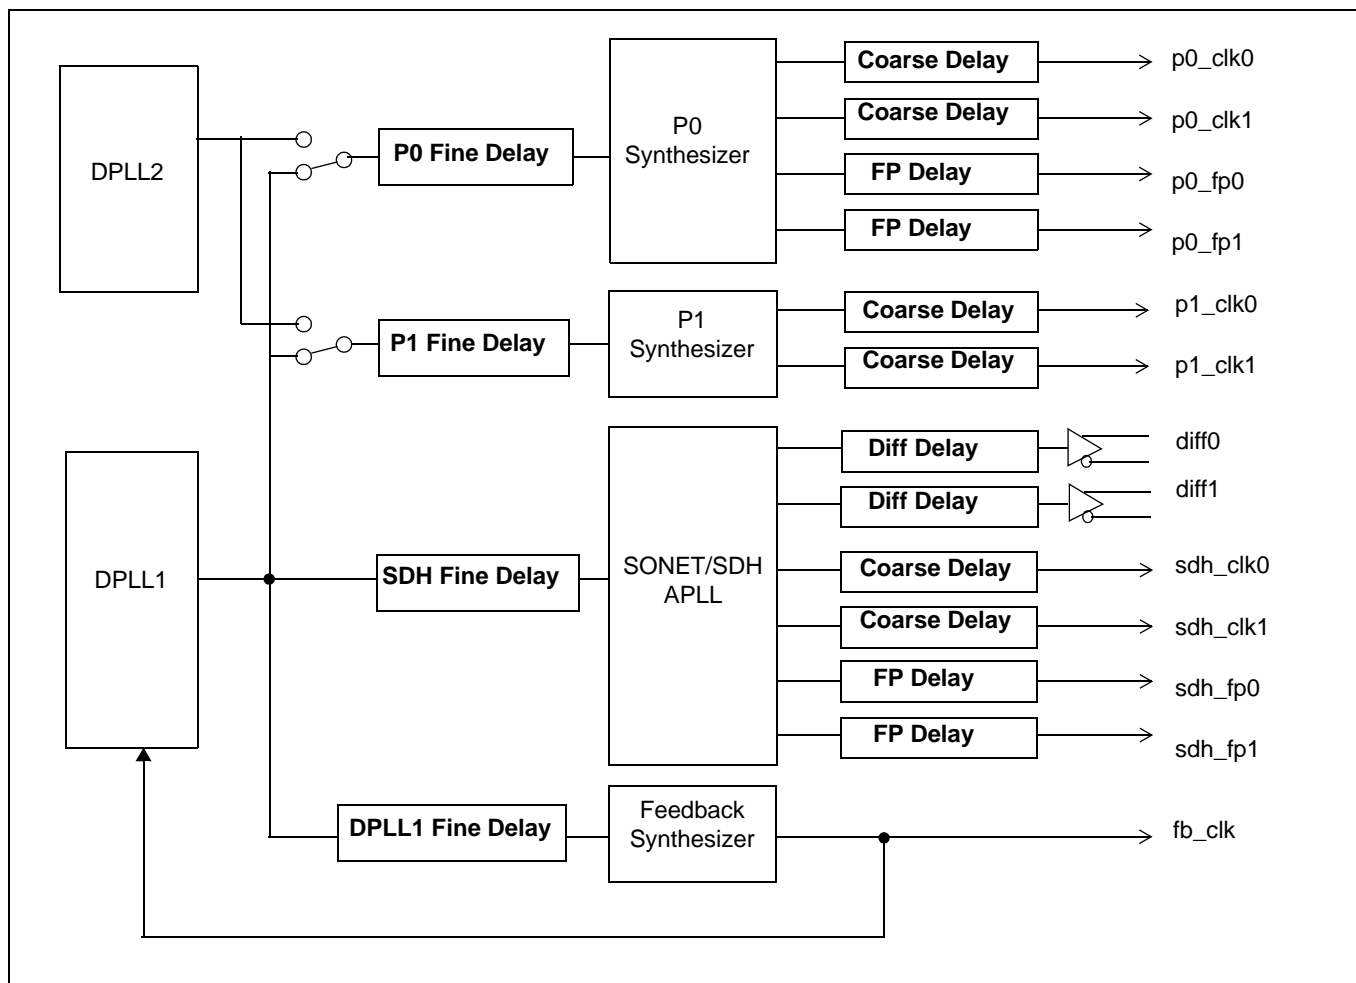 DPLL2
P0 Fine Delay
P0
Synthesizer
Coarse Delay
p0_clk0
Coarse Delay
p0_clk1
FP Delay
p0_fp0
FP Delay
p0_fp1
P1 Fine Delay
P1
Synthesizer
Coarse Delay
p1_clk0
Coarse Delay
p1_clk1
DPLL1
SDH Fine Delay
SONET/SDH
APLL
Diff Delay
diff0
Diff Delay
diff1
Coarse Delay
sdh_clk0
Coarse Delay
sdh_clk1
FP Delay
sdh_fp0
FP Delay
sdh_fp1
DPLL1 Fine Delay
Feedback
Synthesizer
fb_clk